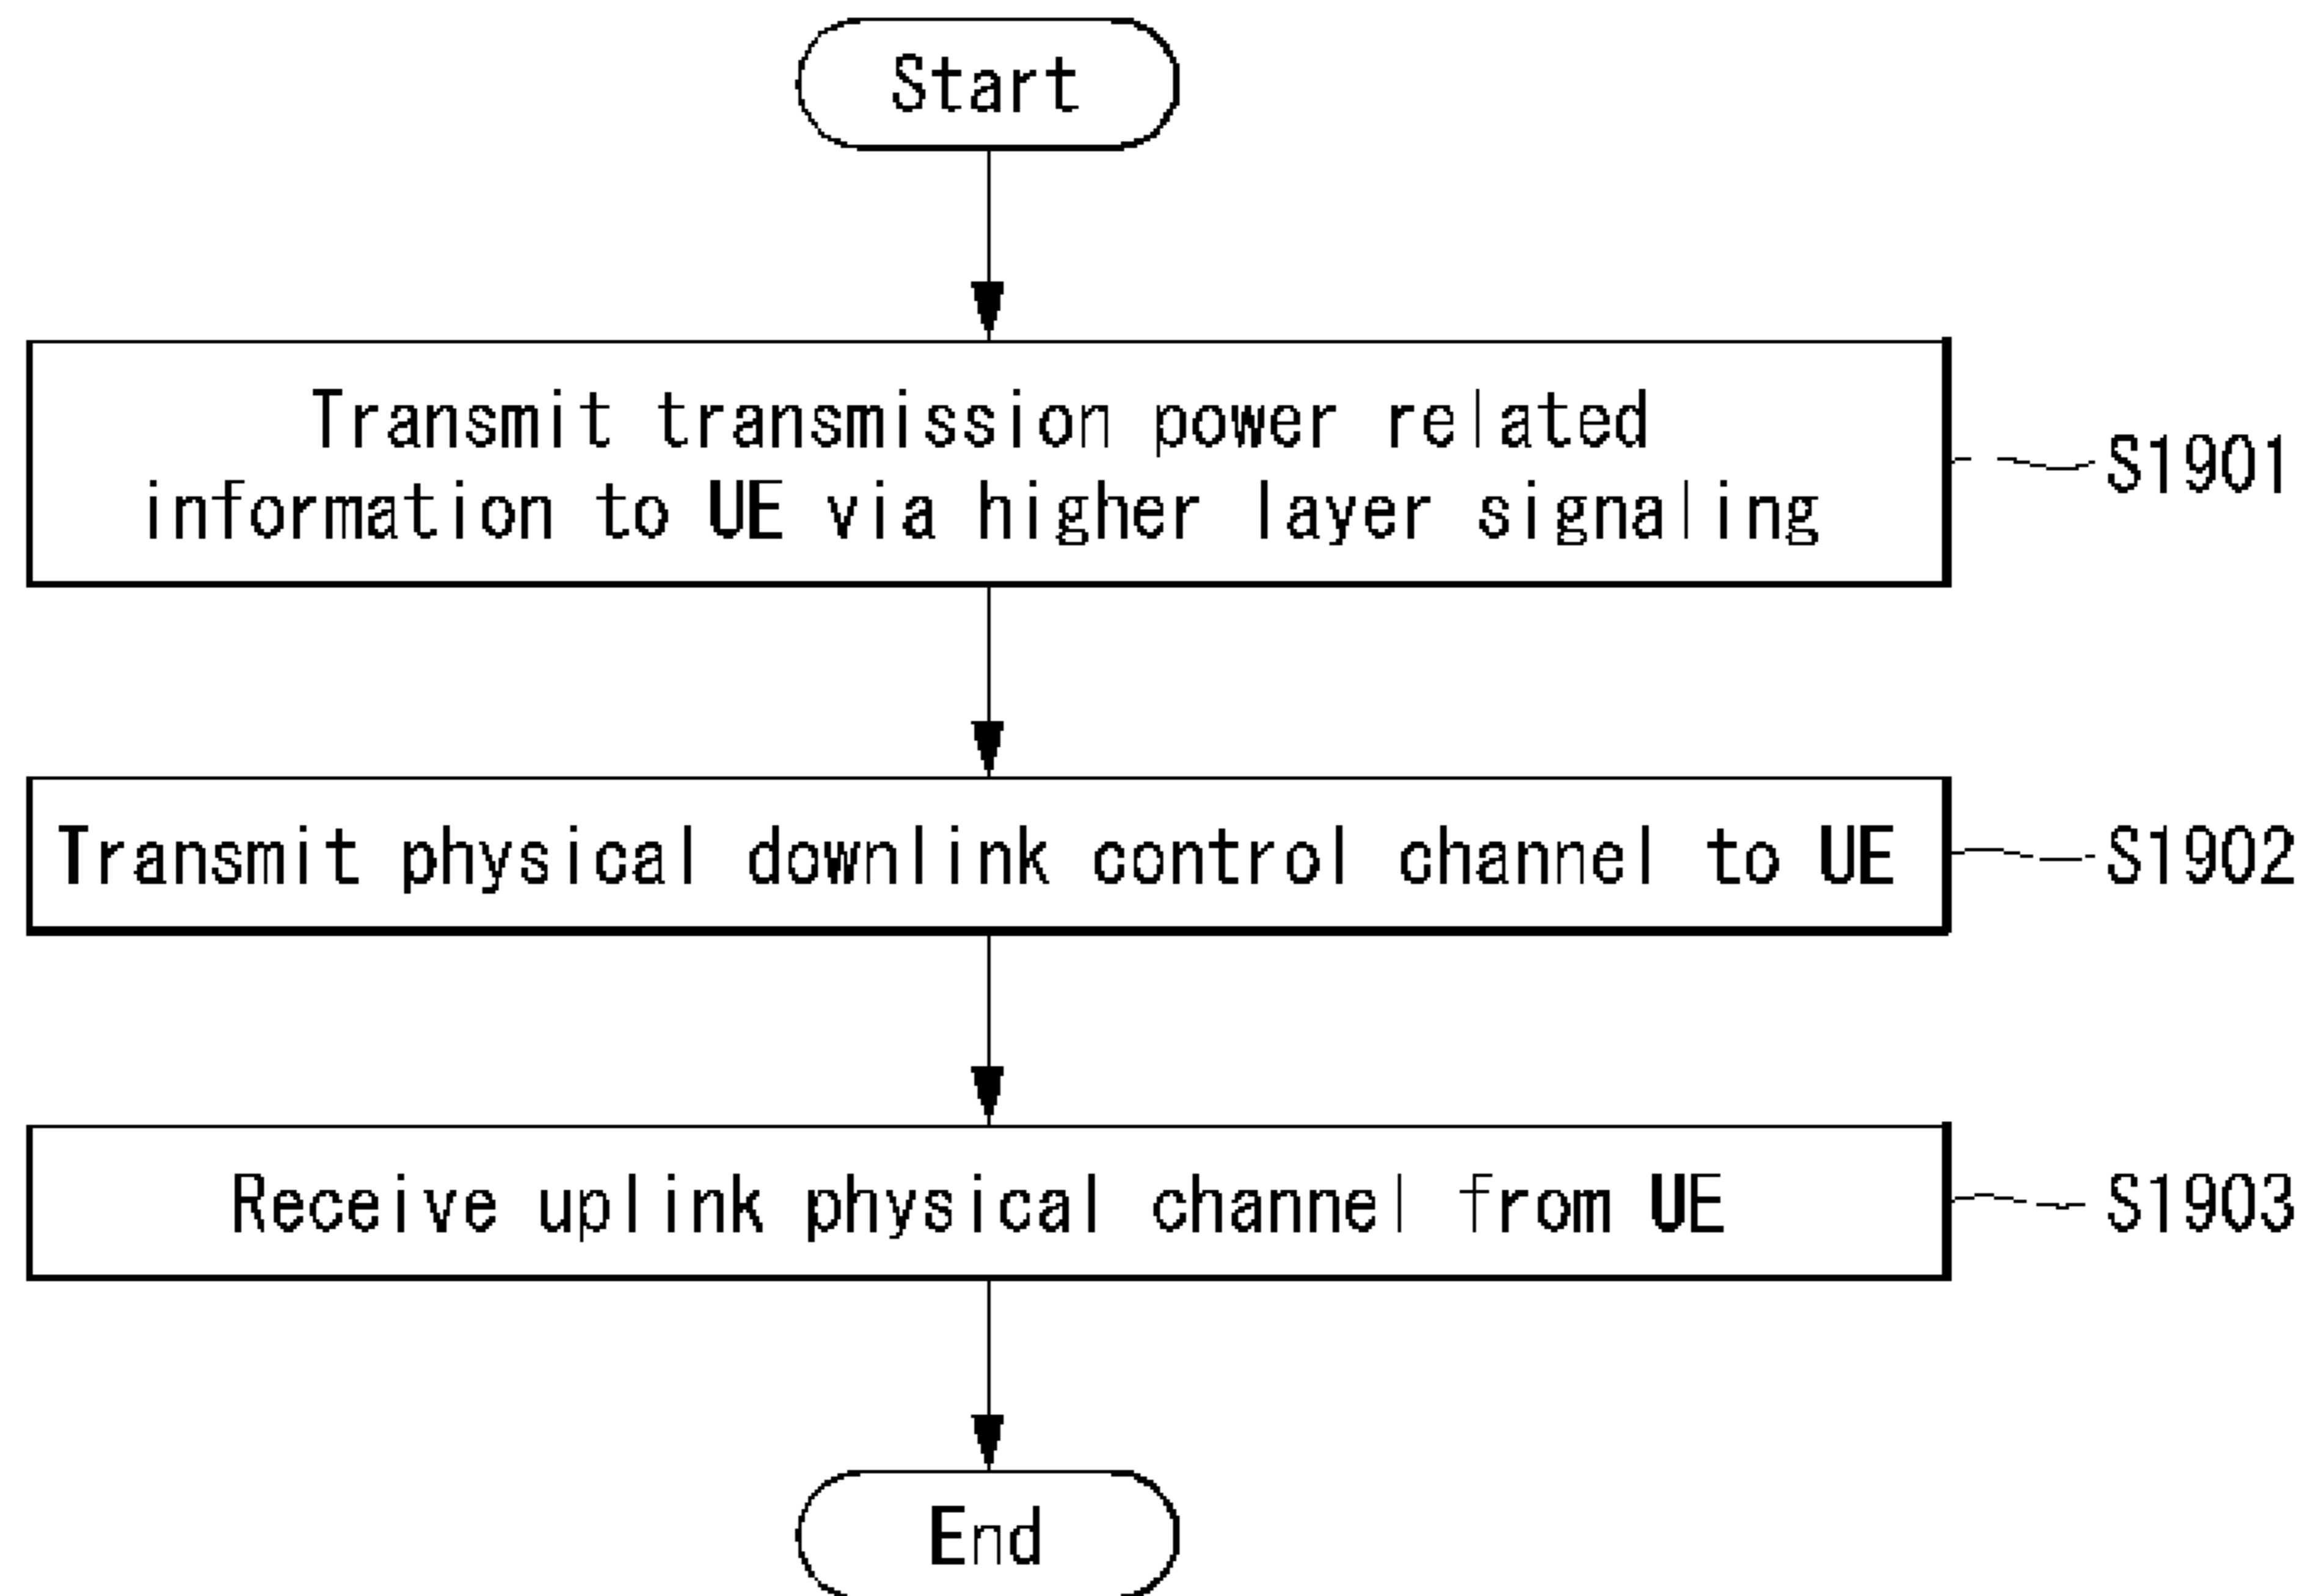 Start
Transmit transmission power related
information to UE via higher layer signaling
S1901
Transmit physical downlink control channel to UE
S1902
Receive uplink physical channel from UE
S1903
End